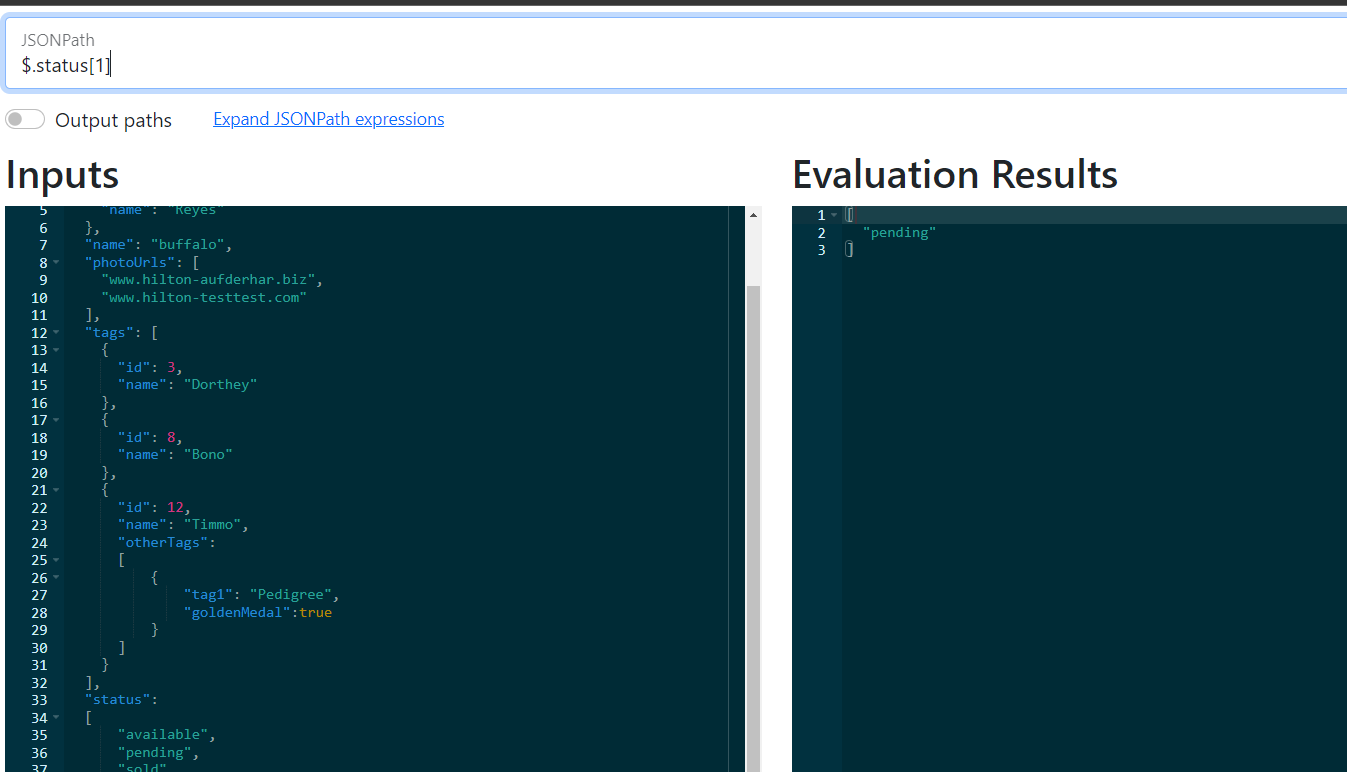 JSONPath
$.status[1]
Output paths
Expand JSONPath expressions
Inputs
Evaluation Results
5 "name": "Reyes"
6 },
7 "name": "buffalo",
8 "photoUrls": [
9 "www.hilton-aufderhar.biz",
10 "www.hilton-testtest.com"
11 ],
12 "tags": [
13 {
14 "id": 3,
15 "name": "Dorthey"
16 },
17 {
18 "id": 8,
19 "name": "Bono"
20 },
21 {
22 "id": 12,
23 "name": "Timmo",
24 "otherTags":
25 [
26 {
27 "tag1": "Pedigree",
28 "goldenMedal":true
29 }
30 ]
31 }
32 ],
33 "status":
34 [
35 "available",
36 "pending",
37 "sold"
1 [
2 "pending"
3 ]